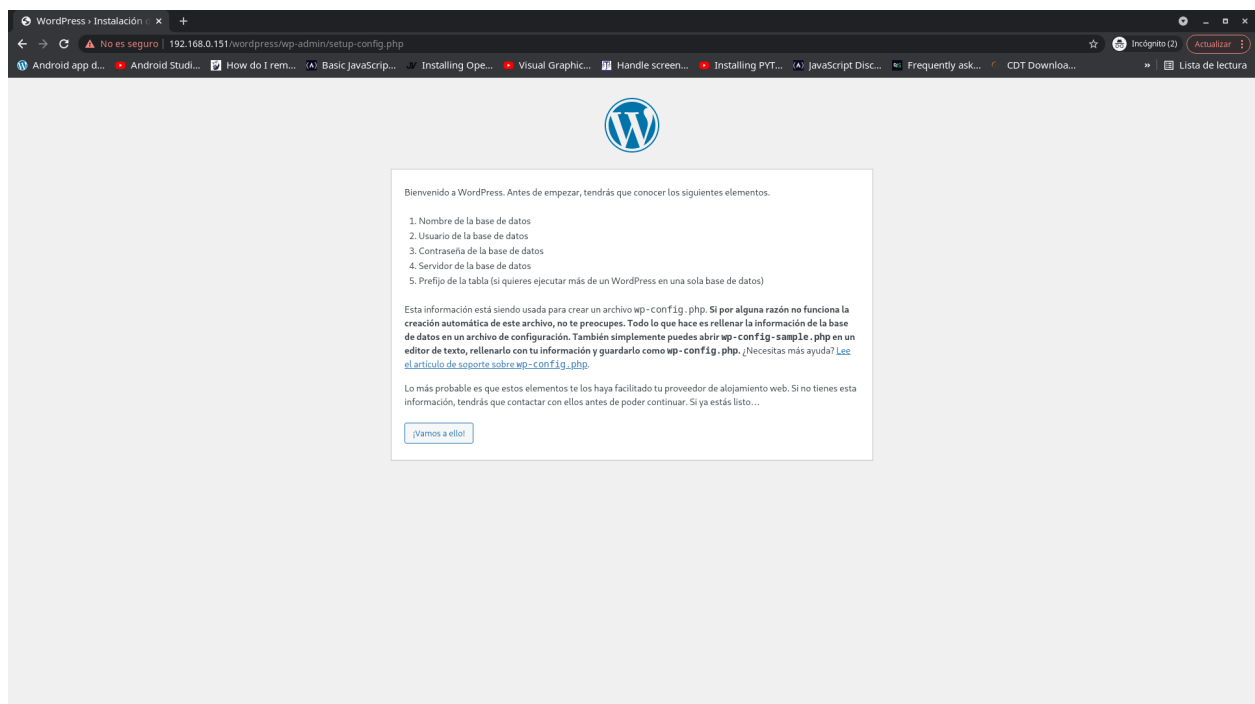 WordPress › Instalación d
No es seguro | 192.168.0.151/wordpress/wp-admin/setup-config.php
Incógnito (2)
Actualizar
Android app d...
Android Studi...
How do I rem...
Basic JavaScrip...
Installing Ope...
Visual Graphic...
Handle screen...
Installing PYT...
JavaScript Disc...
Frequently ask...
CDT Downloa...
»
Lista de lectura
Bienvenido a WordPress. Antes de empezar, tendrás que conocer los siguientes elementos.
1. Nombre de la base de datos
2. Usuario de la base de datos
3. Contraseña de la base de datos
4. Servidor de la base de datos
5. Prefijo de la tabla (si quieres ejecutar más de un WordPress en una sola base de datos)
Esta información está siendo usada para crear un archivo wp-config.php. Si por alguna razón no funciona la
creación automática de este archivo, no te preocupes. Todo lo que hace es rellenar la información de la base
de datos en un archivo de configuración. También simplemente puedes abrir wp-config-sample.php en un
editor de texto, rellenarlo con tu información y guardarlo como wp-config.php. ¿Necesitas más ayuda? Lee
el artículo de soporte sobre wp-config.php.
Lo más probable es que estos elementos te los haya facilitado tu proveedor de alojamiento web. Si no tienes esta
información, tendrás que contactar con ellos antes de poder continuar. Si ya estás listo…
¡Vamos a ello!